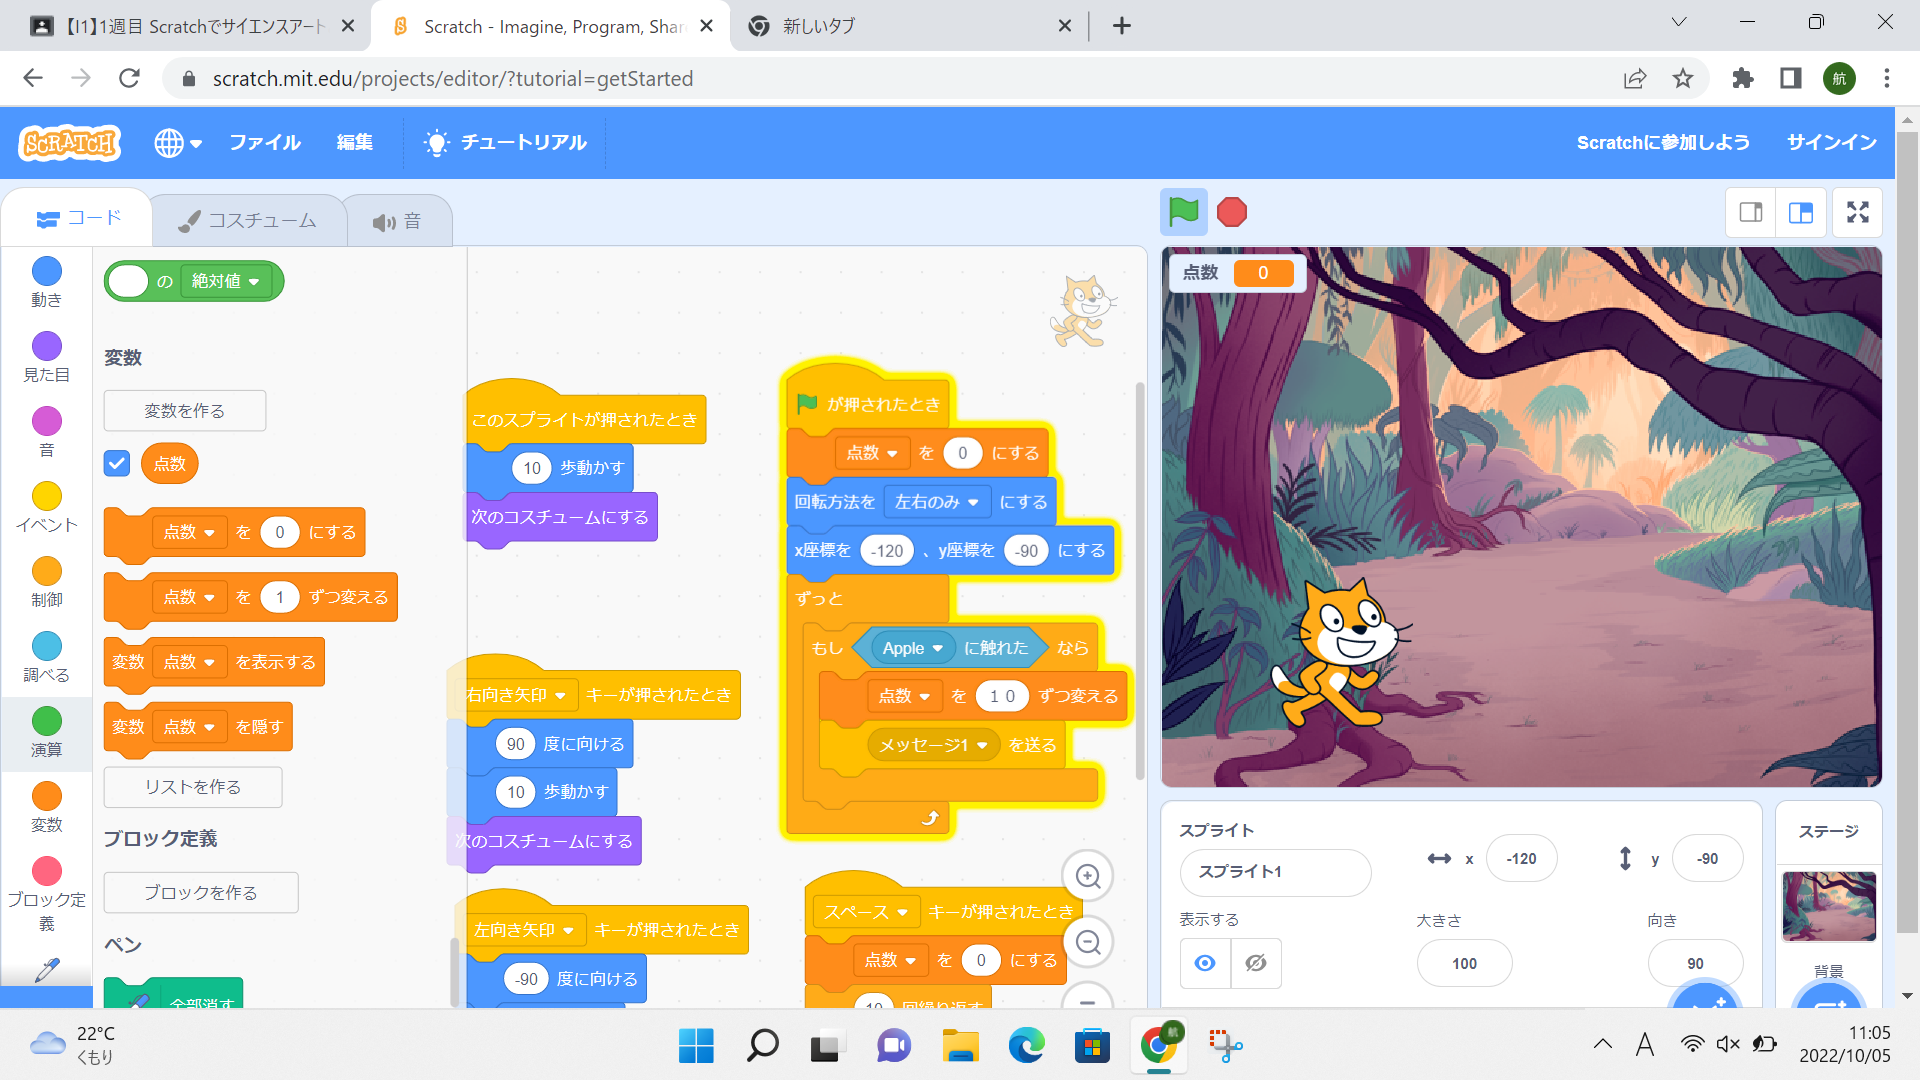 【I1】1週目 Scratchでサイエンスアート
Scratch - Imagine, Program, Shar
新しいタブ
scratch.mit.edu/projects/editor/?tutorial=getStarted
航
SCRATCH
ファイル
編集
チュートリアル
Scratchに参加しよう
サインイン
コード
コスチューム
音
動き
見た目
音
イベント
制御
調べる
演算
変数
ブロック定
義
の 絶対値
変数
変数を作る
点数
点数 を 0 にする
点数 を 1 ずつ変える
変数 点数 を表示する
変数 点数 を隠す
リストを作る
ブロック定義
ブロックを作る
ペン
全部消す
このスプライトが押されたとき
10 歩動かす
次のコスチュームにする
右向き矢印 キーが押されたとき
90 度に向ける
10 歩動かす
次のコスチュームにする
左向き矢印 キーが押されたとき
-90 度に向ける
が押されたとき
点数 を 0 にする
回転方法を 左右のみ にする
x座標を -120 、y座標を -90 にする
ずっと
もし Apple に触れた なら
点数 を 1 0 ずつ変える
メッセージ1 を送る
スペース キーが押されたとき
点数 を 0 にする
10 回繰り返す
点数 0
スプライト
スプライト1
x -120
y -90
表示する
大きさ
100
向き
90
ステージ
背景
22°C
くもり
航
A
11:05
2022/10/05